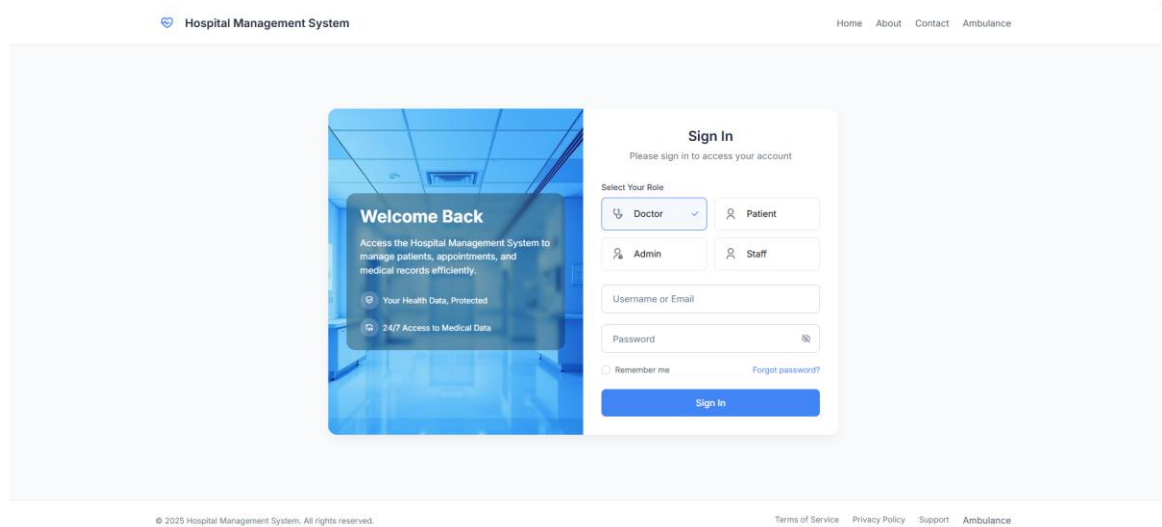 Hospital Management System
Home About Contact Ambulance
Welcome Back
Access the Hospital Management System to
manage patients, appointments, and
medical records efficiently.
Your Health Data, Protected
24/7 Access to Medical Data
Sign In
Please sign in to access your account
Select Your Role
Doctor Patient
Admin Staff
Username or Email
Password
Remember me Forgot password?
Sign In
© 2025 Hospital Management System. All rights reserved.
Terms of Service Privacy Policy Support Ambulance